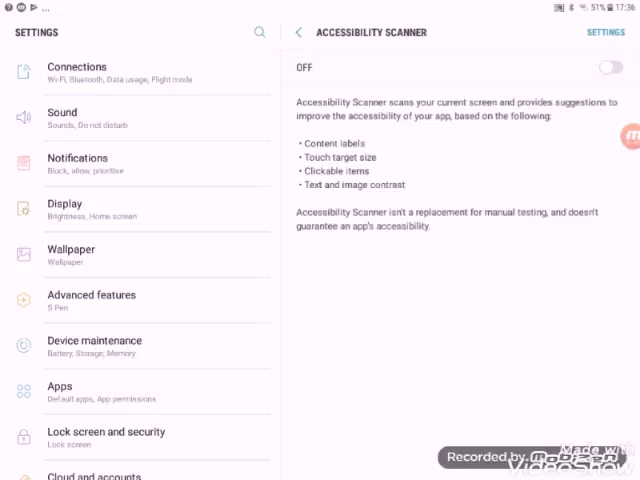 51% 17:36
SETTINGS
Connections
Wi-Fi, Bluetooth, Data usage, Flight mode
Sound
Sounds, Do not disturb
Notifications
Block, allow, prioritise
Display
Brightness, Home screen
Wallpaper
Wallpaper
Advanced features
S Pen
Device maintenance
Battery, Storage, Memory
Apps
Default apps, App permissions
Lock screen and security
Lock screen
Cloud and accounts
ACCESSIBILITY SCANNER
SETTINGS
OFF
Accessibility Scanner scans your current screen and provides suggestions to
improve the accessibility of your app, based on the following:
• Content labels
• Touch target size
• Clickable items
• Text and image contrast
Accessibility Scanner isn't a replacement for manual testing, and doesn't
guarantee an app's accessibility.
Recorded by
Made with
VideoShow